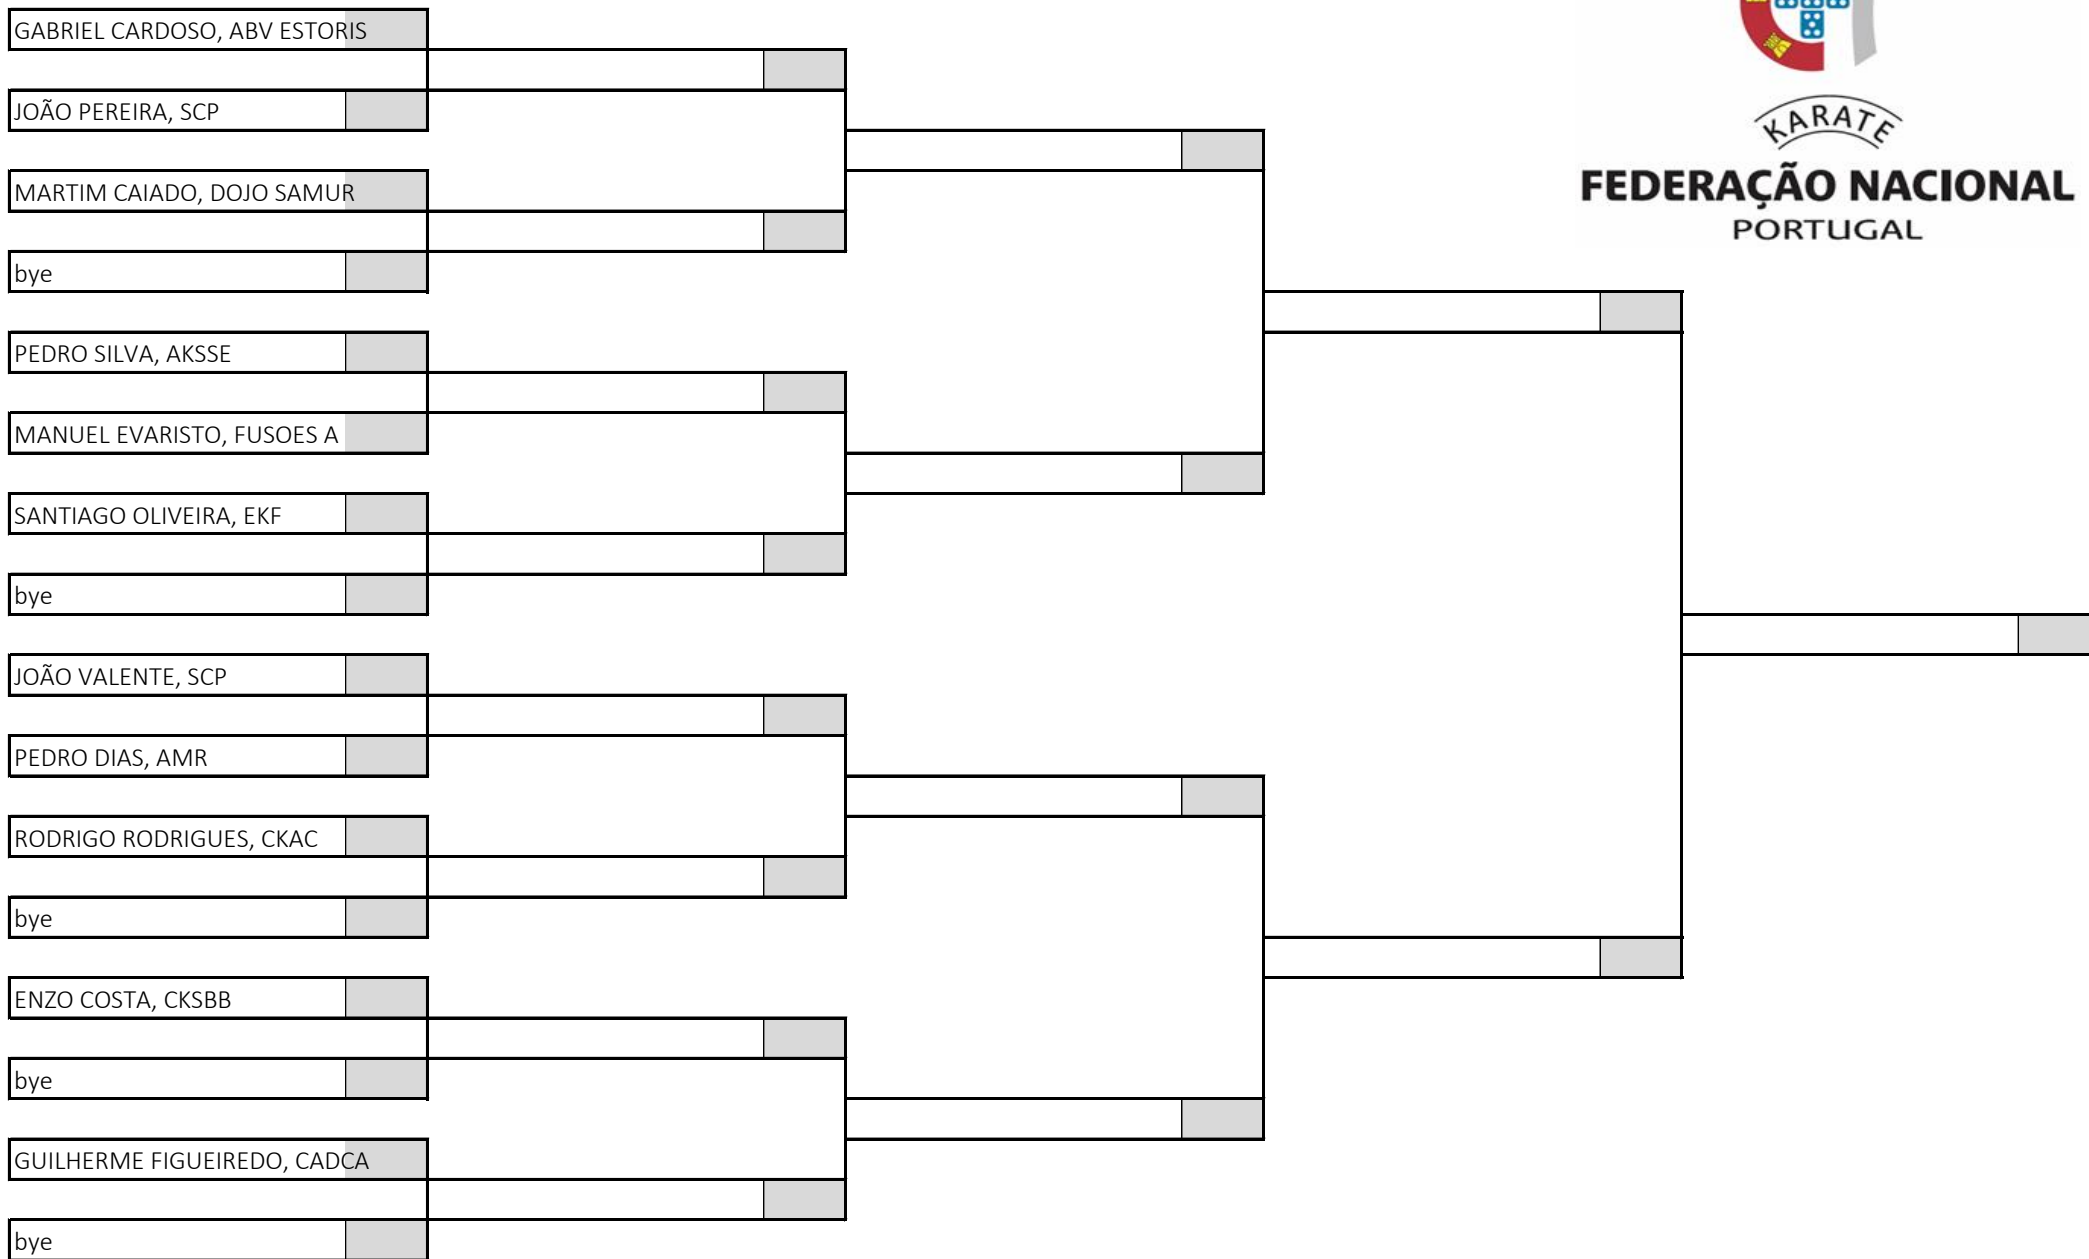 GABRIEL CARDOSO, ABV ESTORIS
JOÃO PEREIRA, SCP
MARTIM CAIADO, DOJO SAMUR
bye
PEDRO SILVA, AKSSE
MANUEL EVARISTO, FUSOES A
SANTIAGO OLIVEIRA, EKF
bye
JOÃO VALENTE, SCP
PEDRO DIAS, AMR
RODRIGO RODRIGUES, CKAC
bye
ENZO COSTA, CKSBB
bye
GUILHERME FIGUEIREDO, CADCA
bye
KARATE
FEDERAÇÃO NACIONAL
PORTUGAL